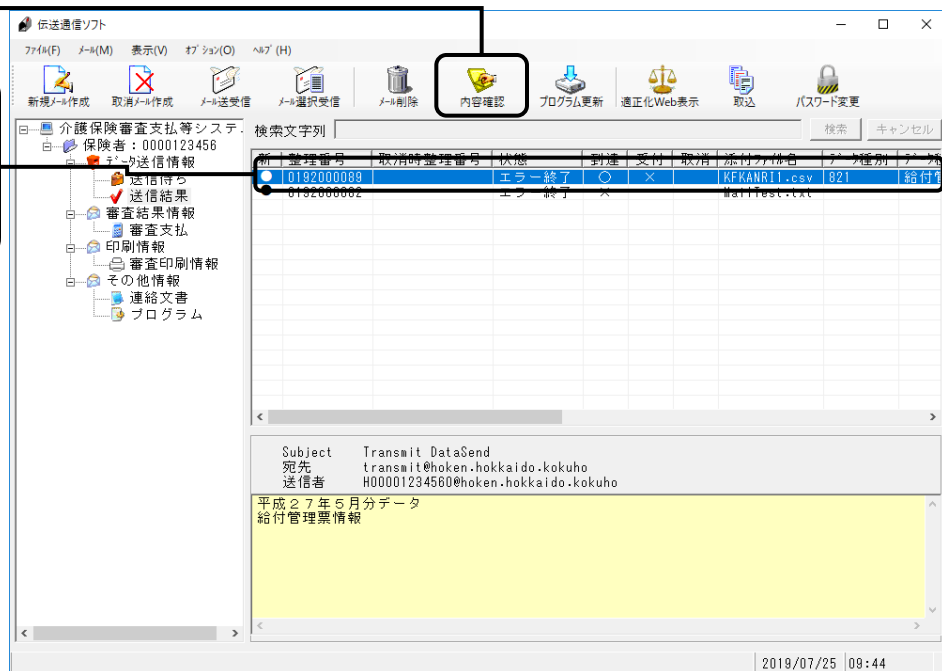 伝送通信ソフト
ﾌｧｲﾙ(F) ﾒｰﾙ(M) 表示(V) ｵﾌﾟｼｮﾝ(O) ﾍﾙﾌﾟ(H)
新規ﾒｰﾙ作成 取消ﾒｰﾙ作成 ﾒｰﾙ送受信 ﾒｰﾙ選択受信 ﾒｰﾙ削除 内容確認 ﾌﾟﾛｸﾞﾗﾑ更新 適正化Web表示 取込 ﾊﾟｽﾜｰﾄﾞ変更
介護保険審査支払等システ
保険者：0000123456
ﾃﾞｰﾀ送信情報
送信待ち
送信結果
審査結果情報
審査支払
印刷情報
審査印刷情報
その他情報
連絡文書
プログラム
検索文字列 検索 キャンセル
新 整理番号 取消時整理番号 状態 到達 受付 取消 添付ﾌｧｲﾙ名 ﾃﾞｰﾀ種別
0192000089 エラー終了 ○ × KFKANRI1.csv 821 給付
0192000082 エラー終了 × MailTest.txt
Subject Transmit DataSend
宛先 transmit@hoken.hokkaido.kokuho
送信者 H00001234560@hoken.hokkaido.kokuho
平成２７年５月分データ
給付管理票情報
2019/07/25 09:44